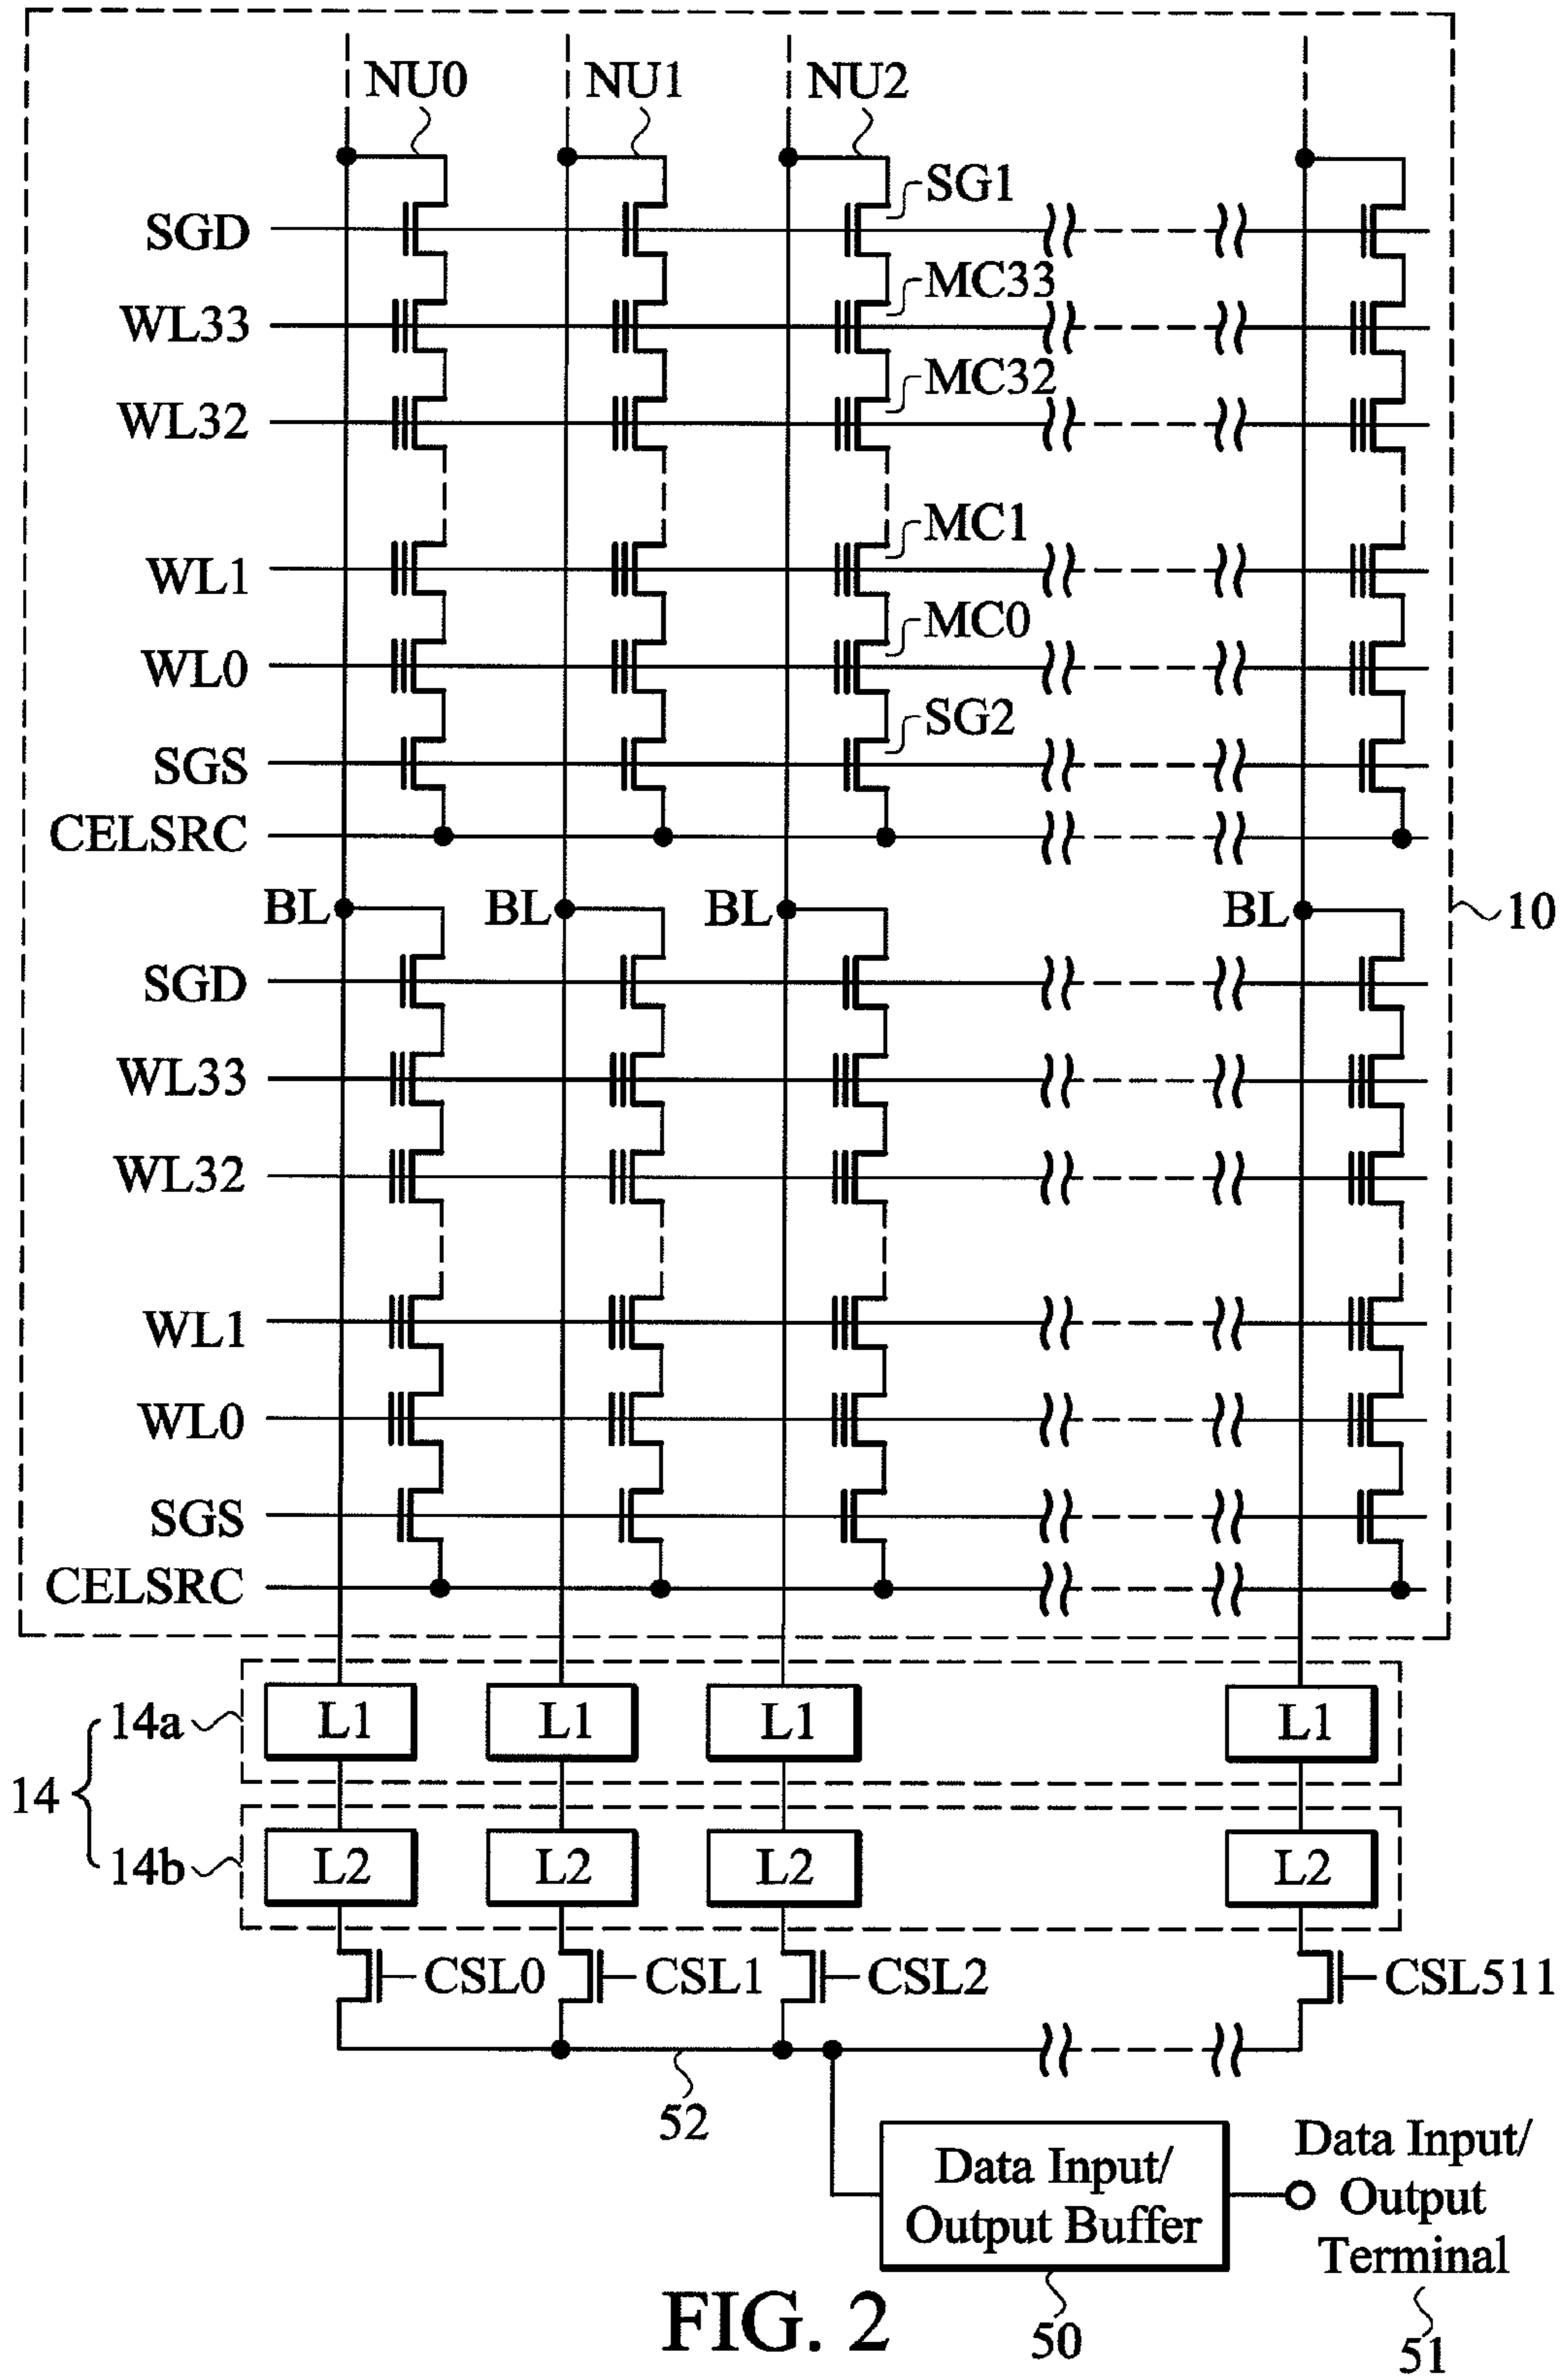 NU0 NU1 NU2
SGD SG1
WL33 MC33
WL32 MC32
WL1 MC1
WL0 MC0
SGS SG2
CELSRC
BL BL BL BL 10
SGD
WL33
WL32
WL1
WL0
SGS
CELSRC
14a L1 L1 L1 L1
14
14b L2 L2 L2 L2
CSL0 CSL1 CSL2 CSL511
52
Data Input/
Output Buffer
50
Data Input/
Output
Terminal
51
FIG. 2